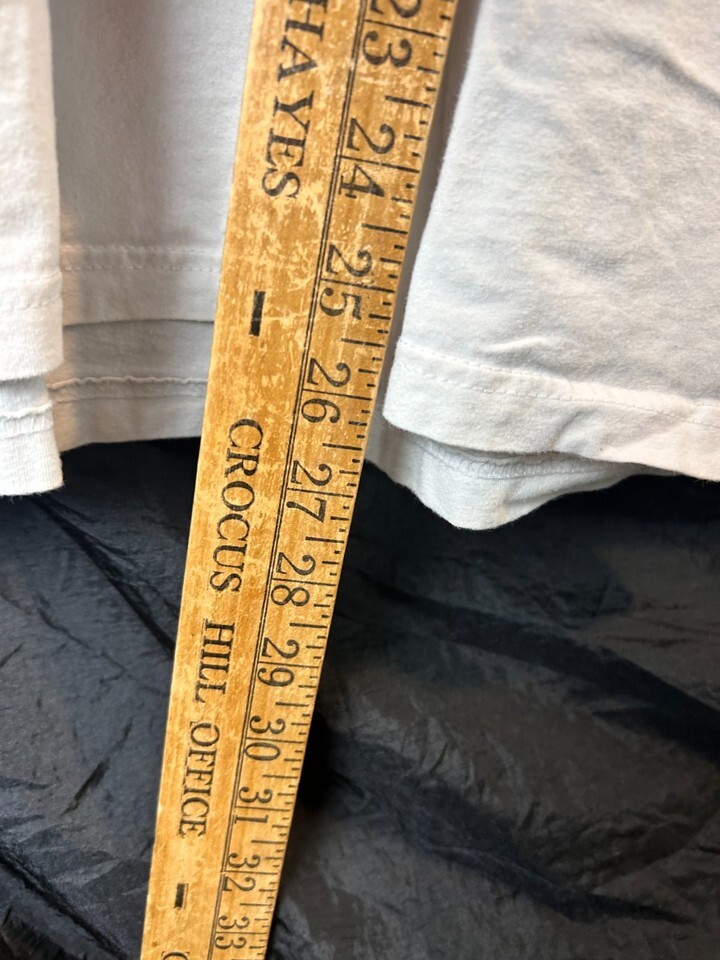 HAYES - CROCUS HILL OFFICE -
23 24 25 26 27 28 29 30 31 32 33